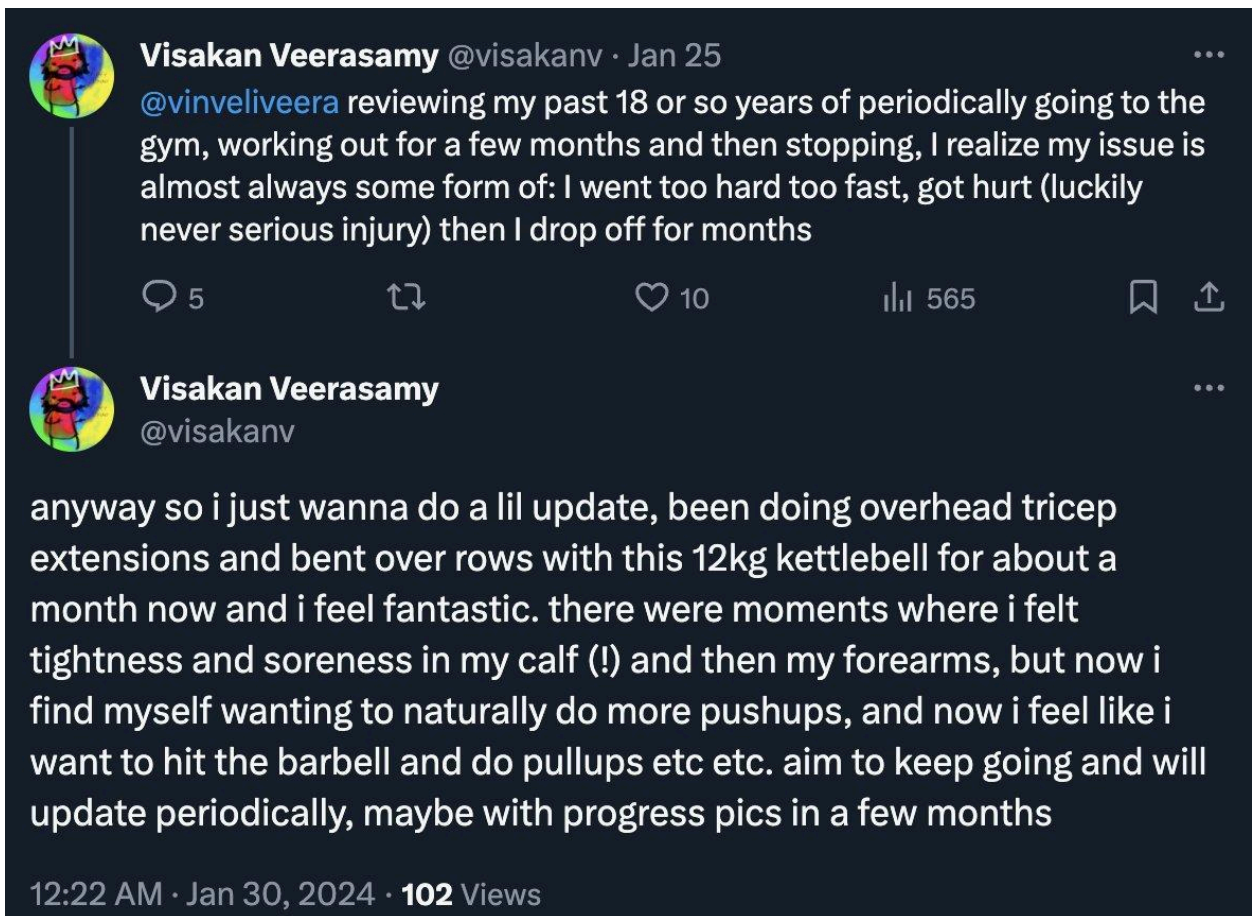 Visakan Veerasamy @visakanv · Jan 25
@vinveliveera reviewing my past 18 or so years of periodically going to the
gym, working out for a few months and then stopping, I realize my issue is
almost always some form of: I went too hard too fast, got hurt (luckily
never serious injury) then I drop off for months
5 10 565
Visakan Veerasamy
@visakanv
anyway so i just wanna do a lil update, been doing overhead tricep
extensions and bent over rows with this 12kg kettlebell for about a
month now and i feel fantastic. there were moments where i felt
tightness and soreness in my calf (!) and then my forearms, but now i
find myself wanting to naturally do more pushups, and now i feel like i
want to hit the barbell and do pullups etc etc. aim to keep going and will
update periodically, maybe with progress pics in a few months
12:22 AM · Jan 30, 2024 · 102 Views